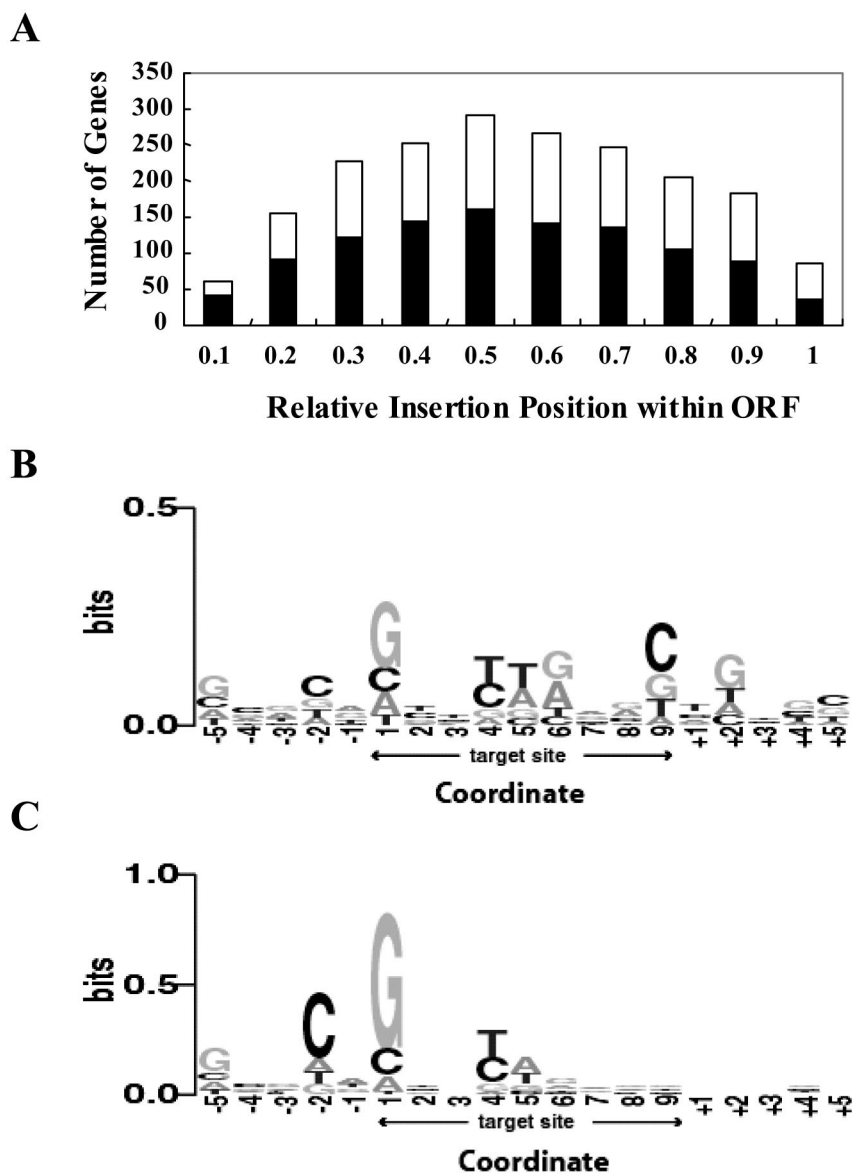 A
Number of Genes
350
300
250
200
150
100
50
0
0.1 0.2 0.3 0.4 0.5 0.6 0.7 0.8 0.9 1
Relative Insertion Position within ORF
B
bits
0.5
0.0
G C G C A T T C T A G A C G T G T A C
-5 -4 -3 -2 -1 1 2 3 4 5 6 7 8 9 +1 +2 +3 +4 +5
target site
Coordinate
C
bits
1.0
0.5
0.0
G C A G C A T C A
-5 -4 -3 -2 -1 1 2 3 4 5 6 7 8 9 +1 +2 +3 +4 +5
target site
Coordinate